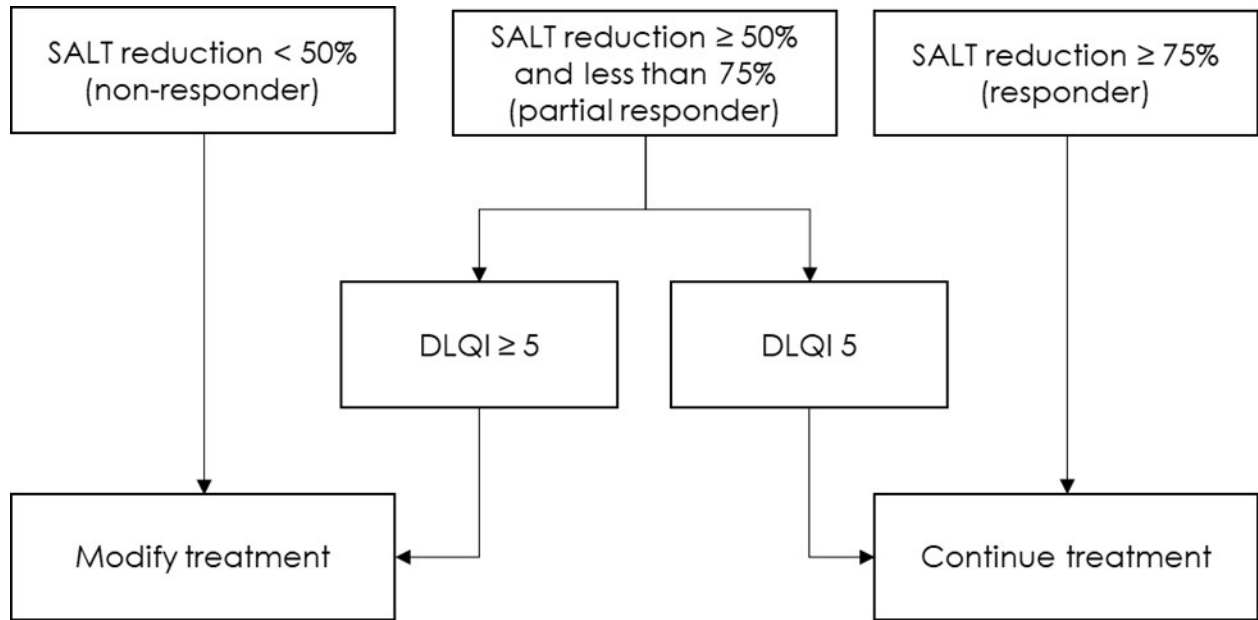 SALT reduction < 50%
(non-responder)
SALT reduction ≥ 50%
and less than 75%
(partial responder)
SALT reduction ≥ 75%
(responder)
DLQI ≥ 5
DLQI 5
Modify treatment
Continue treatment